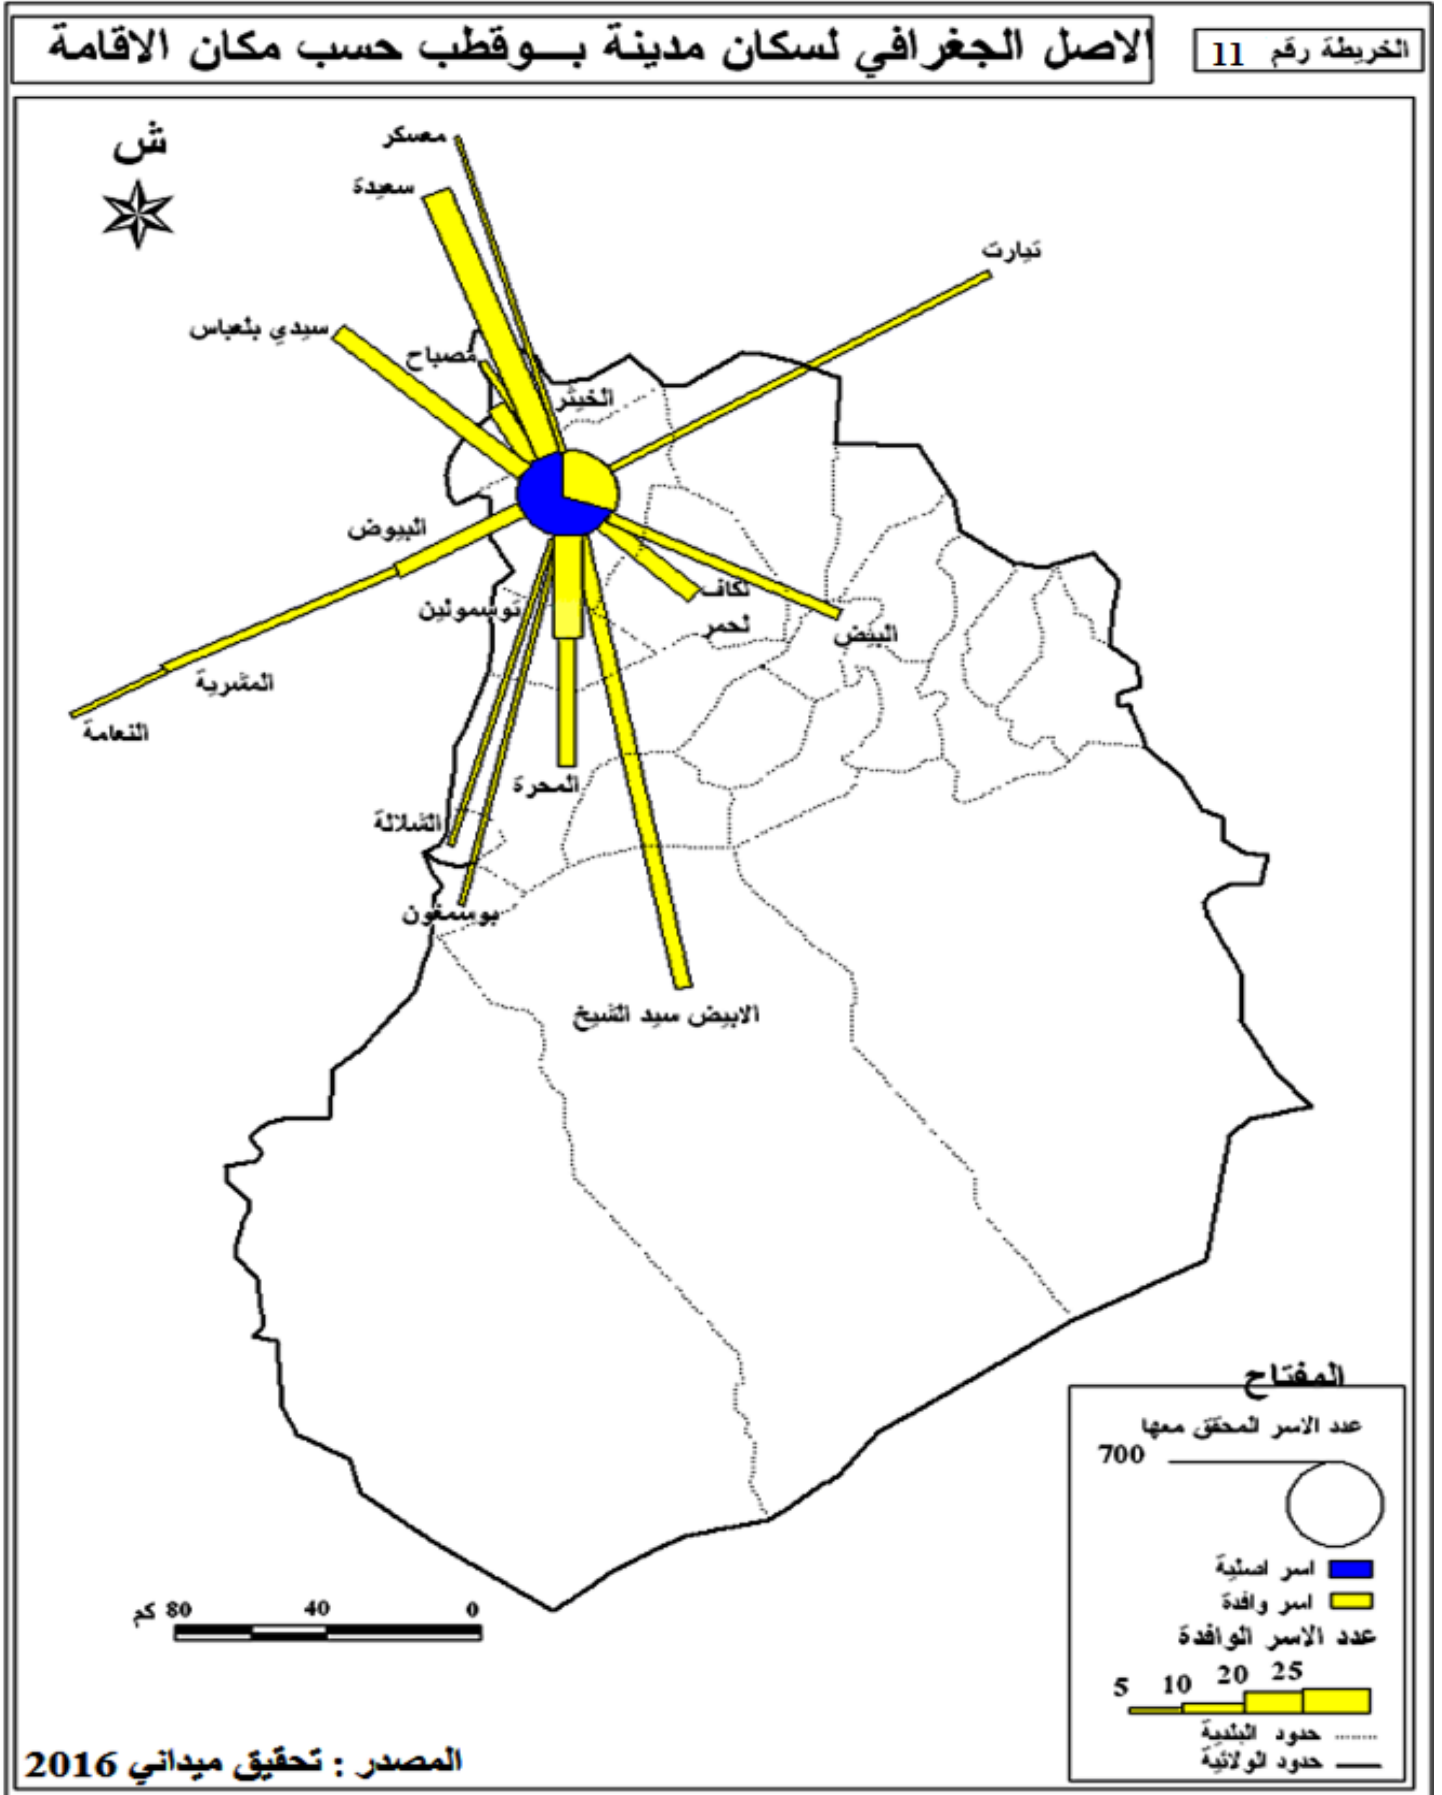 الخريطة رقم 11
الاصل الجغرافي لسكان مدينة بـــوقطب حسب مكان الاقامة
ش
معسكر
سعيدة
تيارت
سيدي بلعباس
مصباح
الخيثر
البيوض
توسمولين
لكاف
لحمر
البيض
المشرية
النعامة
المحرة
الشلالة
بوسمغون
الابيض سيد الشيخ
المفتاح
عدد الاسر المحقق معها
700
اسر اصلية
اسر وافدة
عدد الاسر الوافدة
5 10 20 25
حدود البلدية
حدود الولائية
كم 80 40 0
المصدر : تحقيق ميداني 2016